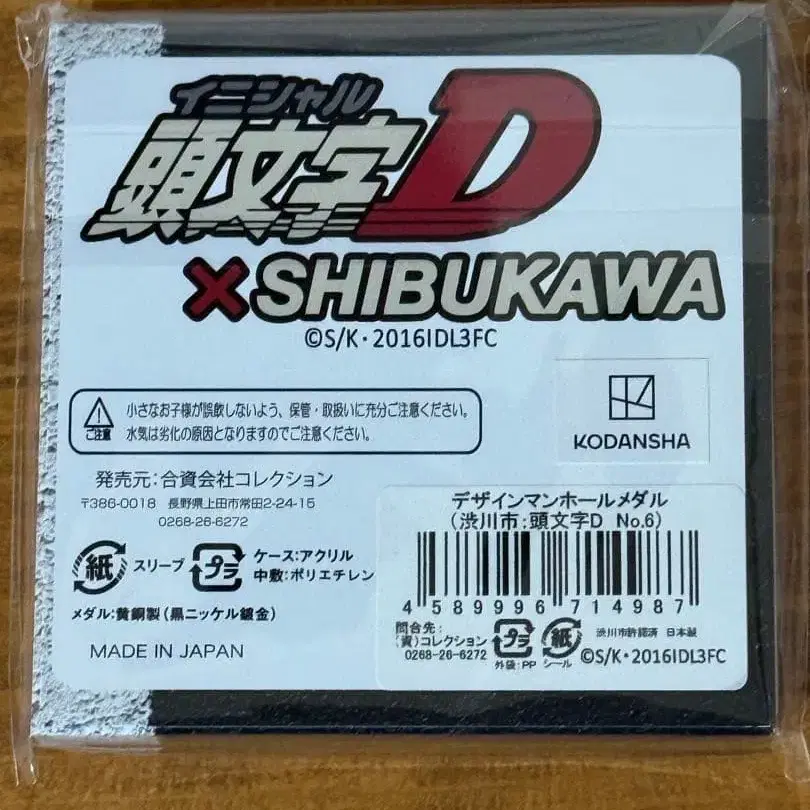 イニシャル
頭文字D
×SHIBUKAWA
©S/K・2016IDL3FC
ご注意
小さなお子様が誤飲しないよう、保管・取扱いに充分ご注意ください。
水気は劣化の原因となりますのでご注意ください。
KODANSHA
発売元:合資会社コレクション
〒386-0018 長野県上田市常田2-24-15
0268-26-6272
紙 スリーブ プラ ケース:アクリル
中敷:ポリエチレン
メダル:黄銅製(黒ニッケル鍍金)
MADE IN JAPAN
デザインマンホールメダル
(渋川市:頭文字D No.6)
4 589996 714987
問合先:
(資)コレクション
0268-26-6272
プラ 外袋:PP
紙 シール
渋川市許諾済 日本製
©S/K・2016IDL3FC